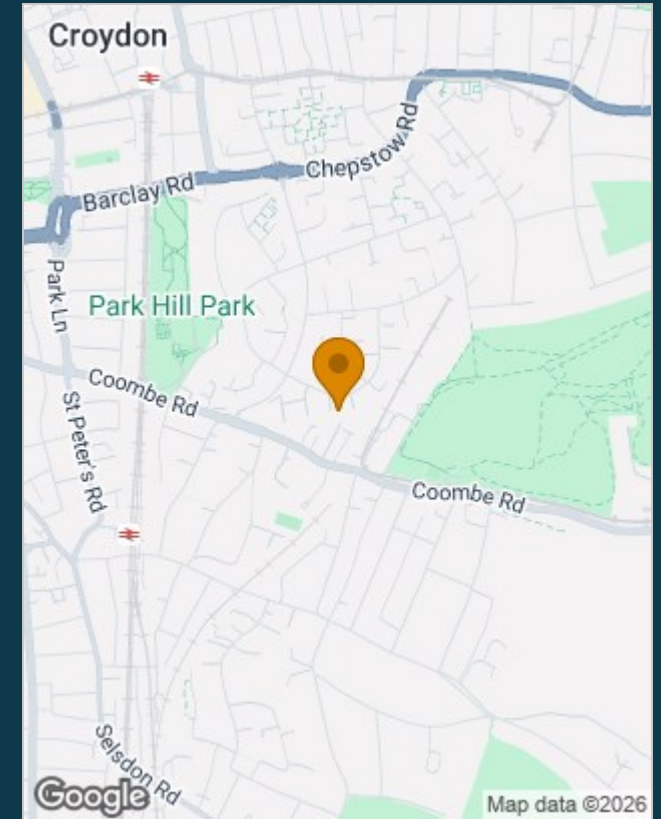 Croydon
Chepstow Rd
Barclay Rd
Park Ln
Park Hill Park
Coombe Rd
St Peter's Rd
Coombe Rd
Selsdon Rd
Google
Map data ©2026